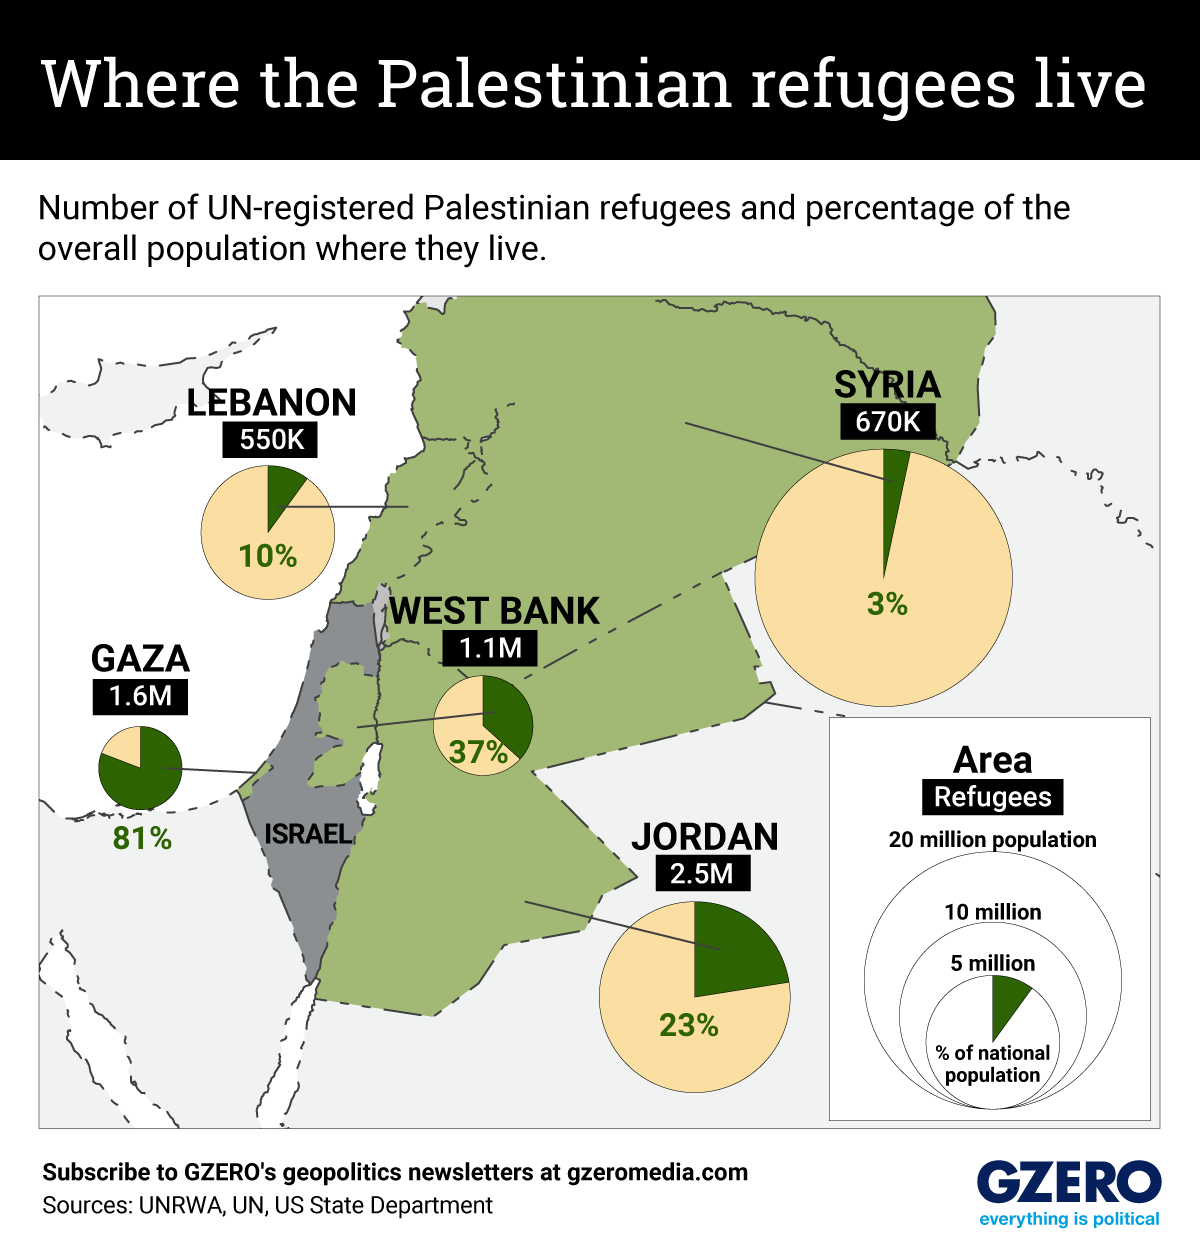 Where the Palestinian refugees live
Number of UN-registered Palestinian refugees and percentage of the
overall population where they live.
LEBANON
550K
10%
SYRIA
670K
3%
WEST BANK
1.1M
37%
GAZA
1.6M
81%
ISRAEL
JORDAN
2.5M
23%
Area
Refugees
20 million population
10 million
5 million
% of national
population
Subscribe to GZERO's geopolitics newsletters at gzeromedia.com
Sources: UNRWA, UN, US State Department
GZERO
everything is political